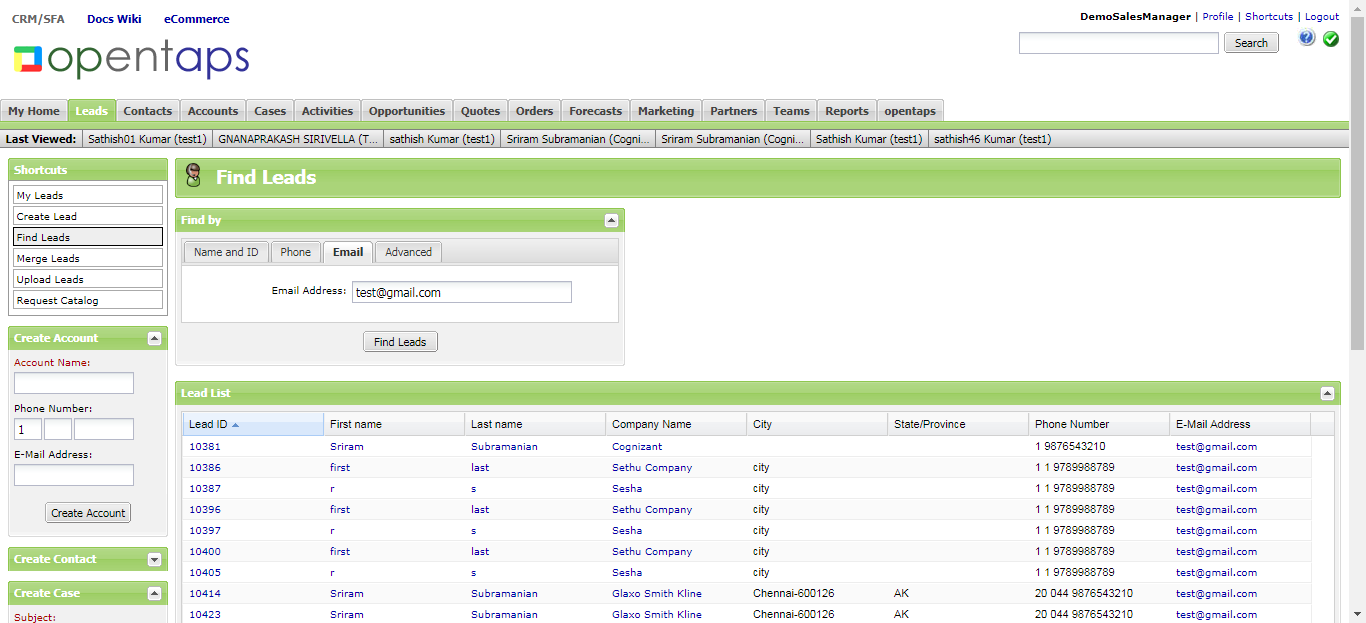 CRM/SFA Docs Wiki eCommerce
DemoSalesManager | Profile | Shortcuts | Logout
opentaps
Search
My Home Leads Contacts Accounts Cases Activities Opportunities Quotes Orders Forecasts Marketing Partners Teams Reports opentaps
Last Viewed: Sathish01 Kumar (test1) GNANAPRAKASH SIRIVELLA (T... sathish Kumar (test1) Sriram Subramanian (Cogni... Sriram Subramanian (Cogni... Sathish Kumar (test1) sathish46 Kumar (test1)
Shortcuts
My Leads
Create Lead
Find Leads
Merge Leads
Upload Leads
Request Catalog
Create Account
Account Name:
Phone Number:
1
E-Mail Address:
Create Account
Create Contact
Create Case
Subject:
Find Leads
Find by
Name and ID Phone Email Advanced
Email Address: test@gmail.com
Find Leads
Lead List
Lead ID First name Last name Company Name City State/Province Phone Number E-Mail Address
10381 Sriram Subramanian Cognizant 1 9876543210 test@gmail.com
10386 first last Sethu Company city 1 1 9789988789 test@gmail.com
10387 r s Sesha city 1 1 9789988789 test@gmail.com
10396 first last Sethu Company city 1 1 9789988789 test@gmail.com
10397 r s Sesha city 1 1 9789988789 test@gmail.com
10400 first last Sethu Company city 1 1 9789988789 test@gmail.com
10405 r s Sesha city 1 1 9789988789 test@gmail.com
10414 Sriram Subramanian Glaxo Smith Kline Chennai-600126 AK 20 044 9876543210 test@gmail.com
10423 Sriram Subramanian Glaxo Smith Kline Chennai-600126 AK 20 044 9876543210 test@gmail.com